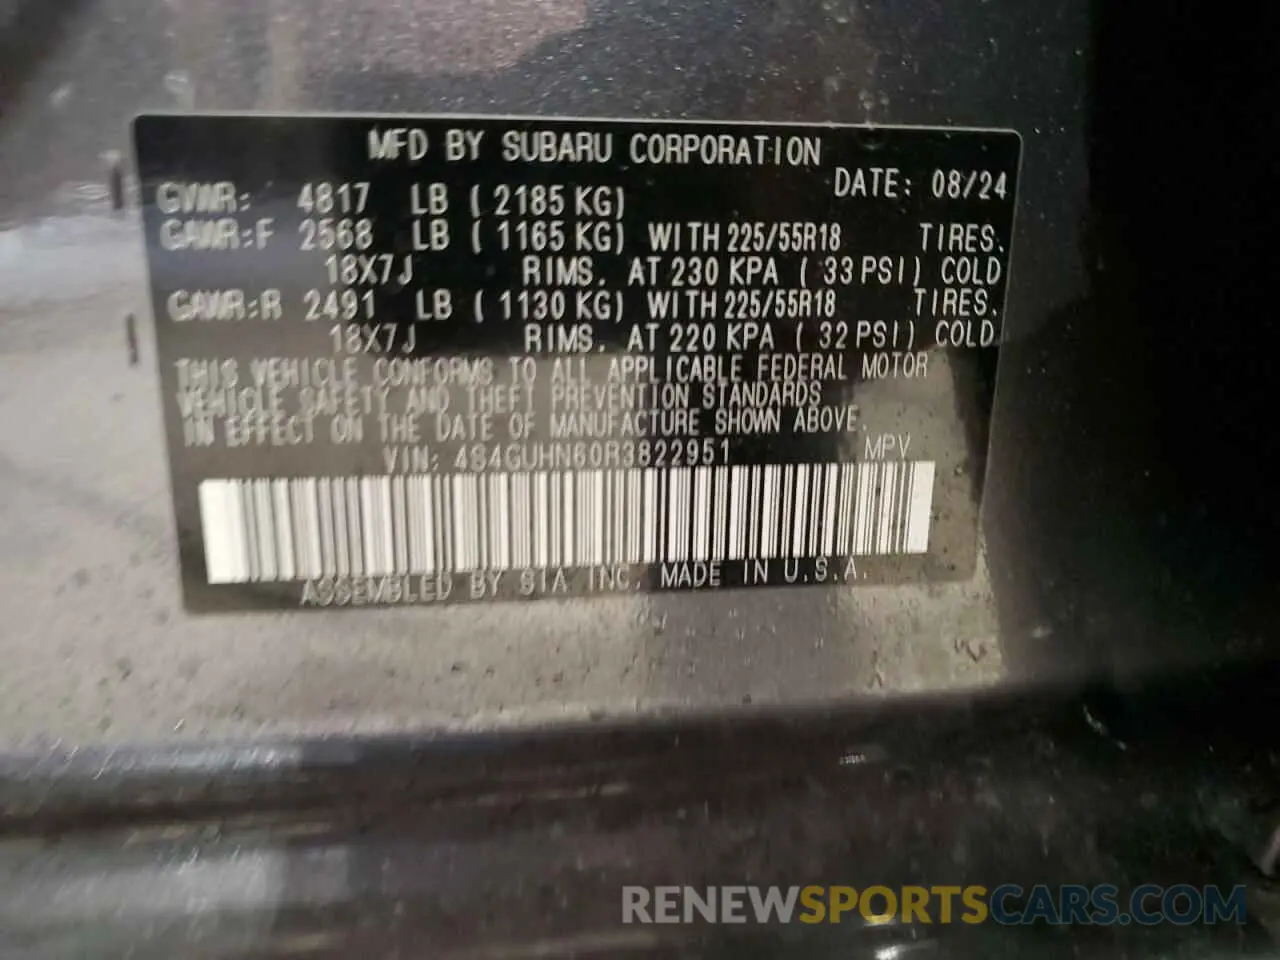 MFD BY SUBARU CORPORATION
DATE: 08/24
GVWR: 4817 LB ( 2185 KG)
GAWR:F 2568 LB ( 1165 KG) WITH 225/55R18 TIRES.
18X7J RIMS. AT 230 KPA ( 33 PSI) COLD
GAWR:R 2491 LB ( 1130 KG) WITH 225/55R18 TIRES.
18X7J RIMS. AT 220 KPA ( 32 PSI) COLD.
THIS VEHICLE CONFORMS TO ALL APPLICABLE FEDERAL MOTOR
VEHICLE SAFETY AND THEFT PREVENTION STANDARDS
IN EFFECT ON THE DATE OF MANUFACTURE SHOWN ABOVE.
VIN: 4S4GUHN60R3822951 MPV
ASSEMBLED BY SIA INC. MADE IN U.S.A.
RENEWSPORTSCARS.COM